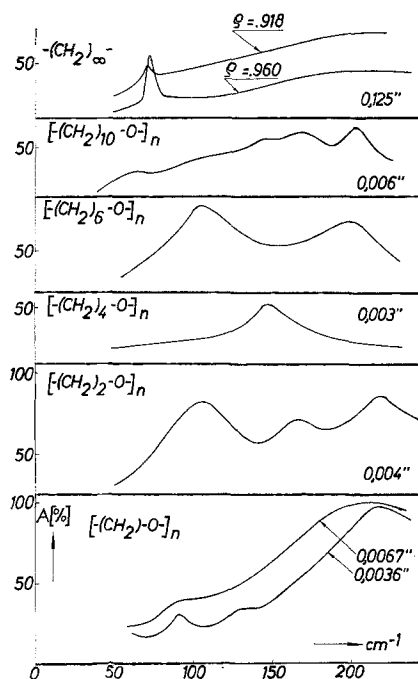 ϱ = .918
50
-(CH₂)∞-
ϱ = .960
0,125″
[-(CH₂)₁₀-O-]ₙ
50
0,006″
[-(CH₂)₆-O-]ₙ
50
[-(CH₂)₄-O-]ₙ
50
0,003″
100
[-(CH₂)₂-O-]ₙ
50
0,004″
100
A[%]
[-(CH₂)-O-]ₙ
0,0067″
50
0,0036″
cm⁻¹
0
0 50 100 150 200